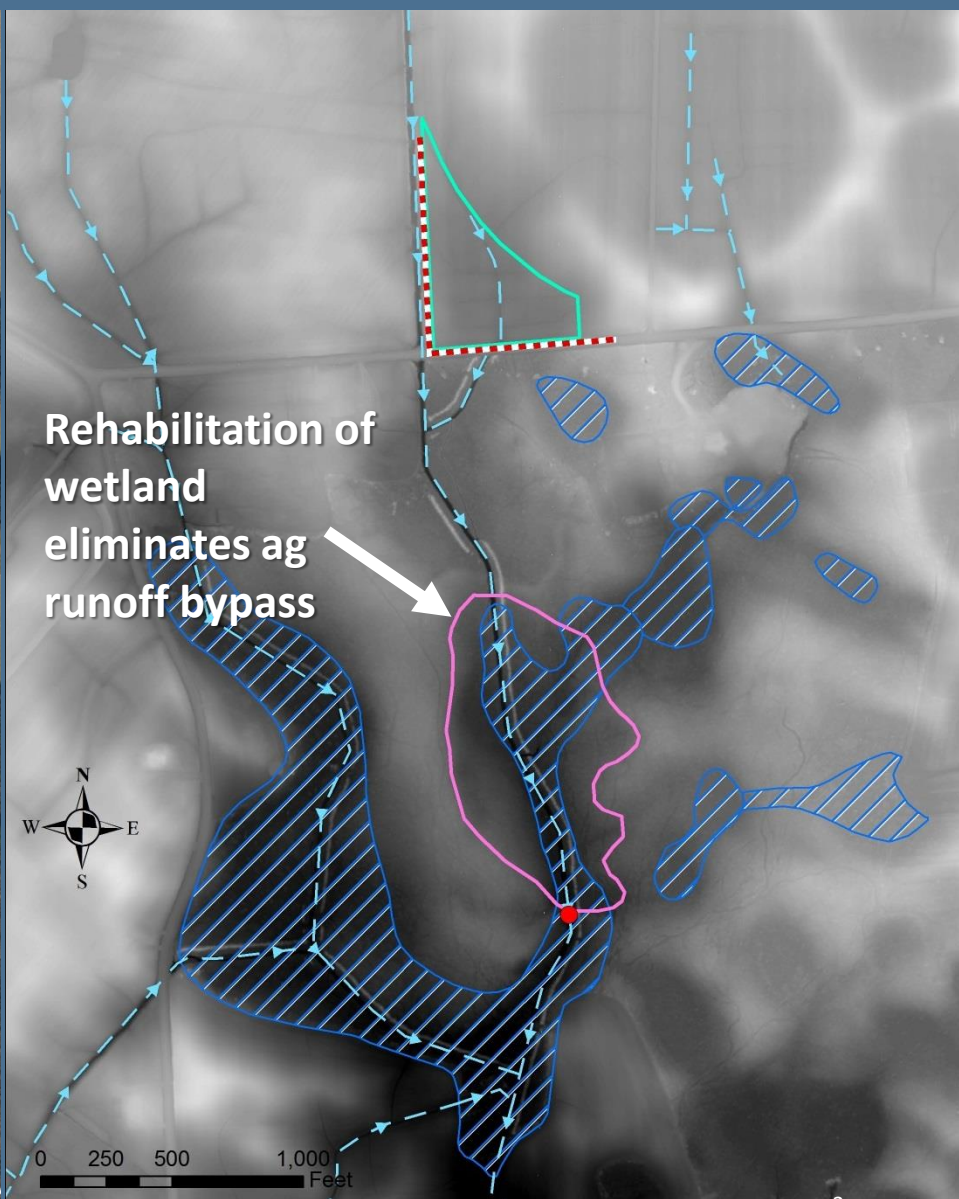 Rehabilitation of
wetland
eliminates ag
runoff bypass
N
W E
S
0 250 500 1,000
Feet